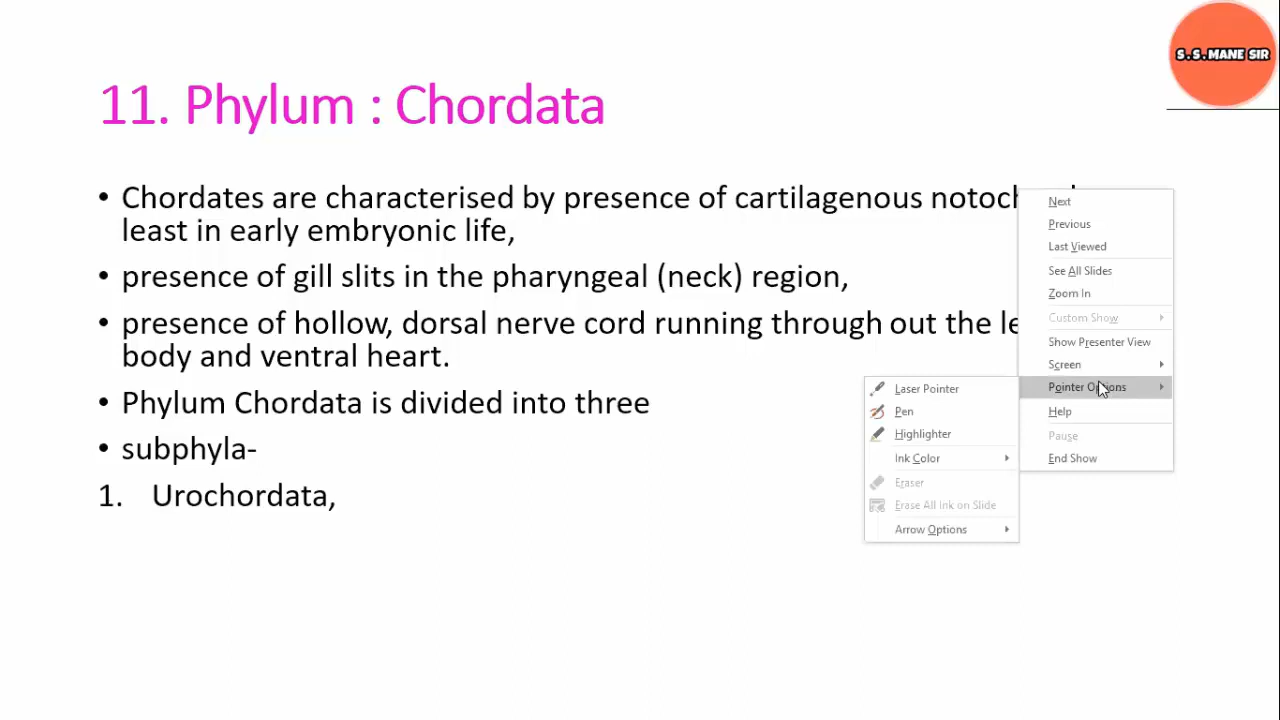 S.S.MANE SIR
11. Phylum : Chordata
• Chordates are characterised by presence of cartilagenous
least in early embryonic life,
• presence of gill slits in the pharyngeal (neck) region,
• presence of hollow, dorsal nerve cord running through out the
body and ventral heart.
• Phylum Chordata is divided into three
• subphyla-
1. Urochordata,
Next
Previous
Last Viewed
See All Slides
Zoom In
Custom Show
Show Presenter View
Screen
Pointer Options
Help
Pause
End Show
Laser Pointer
Pen
Highlighter
Ink Color
Eraser
Erase All Ink on Slide
Arrow Options